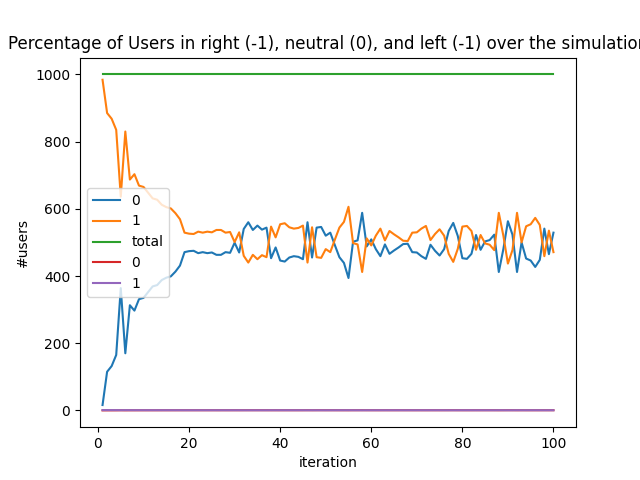 Percentage of Users in right (-1), neutral (0), and left (-1) over the simulation
1000
800
600
400
200
0
#users
0
1
total
0
1
0 20 40 60 80 100
iteration